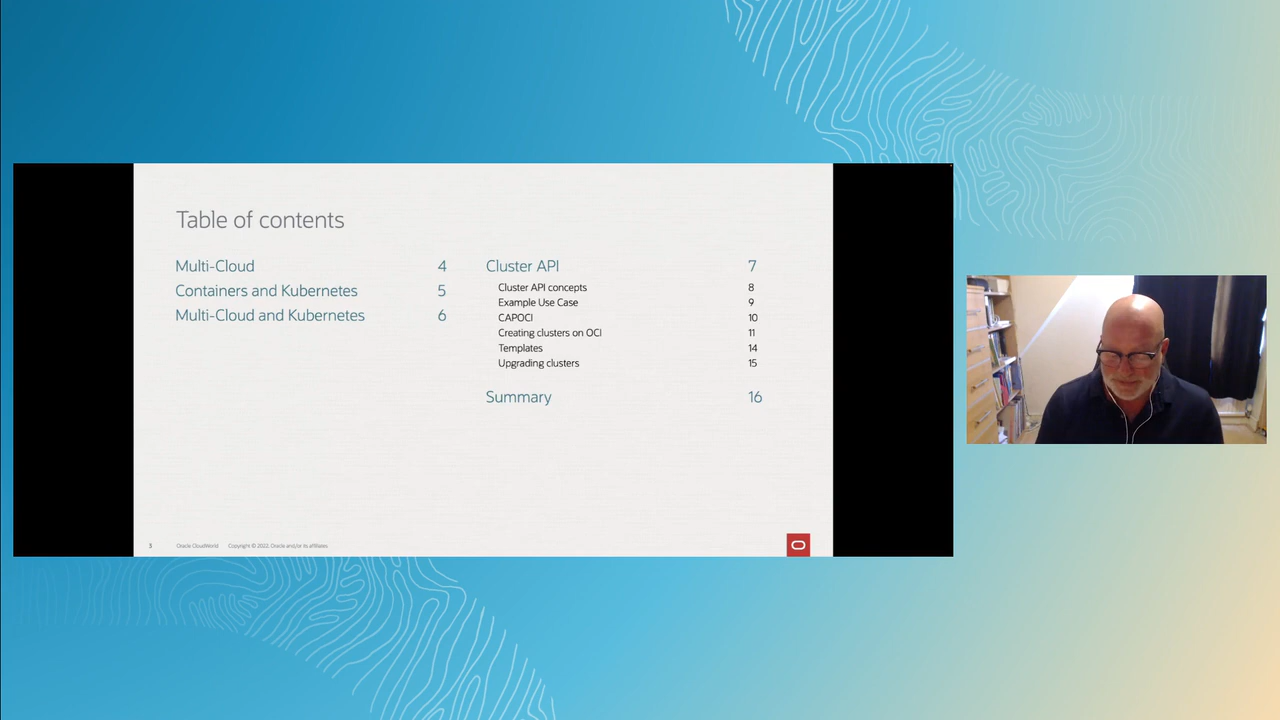 Table of contents
Multi-Cloud 4
Containers and Kubernetes 5
Multi-Cloud and Kubernetes 6
Cluster API 7
Cluster API concepts 8
Example Use Case 9
CAPOCI 10
Creating clusters on OCI 11
Templates 14
Upgrading clusters 15
Summary 16
3 Oracle CloudWorld Copyright © 2022, Oracle and/or its affiliates